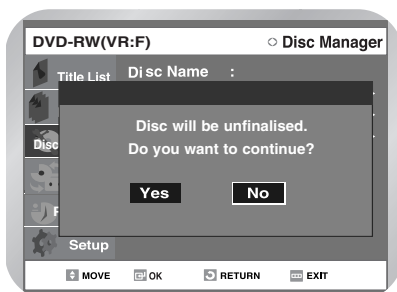 DVD-RW(VR:F) Disc Manager
Title List Disc Name :
Disc will be unfinalised.
Disc
Do you want to continue?
Yes No
Setup
MOVE OK RETURN EXIT